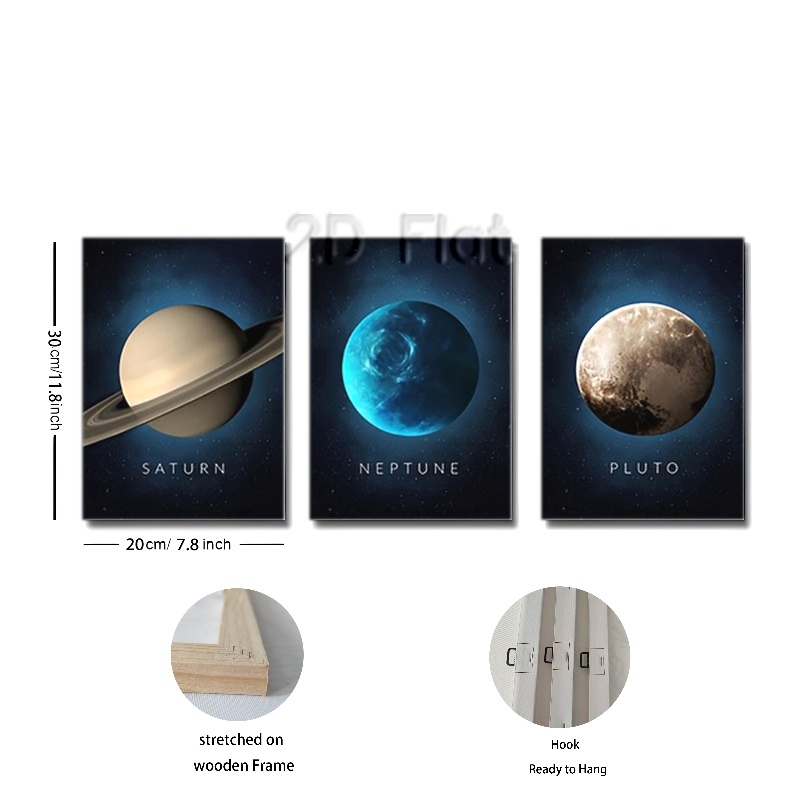 2D Flat
30cm/11.8inch
SATURN
NEPTUNE
PLUTO
20cm/ 7.8 inch
stretched on
wooden Frame
Hook
Ready to Hang